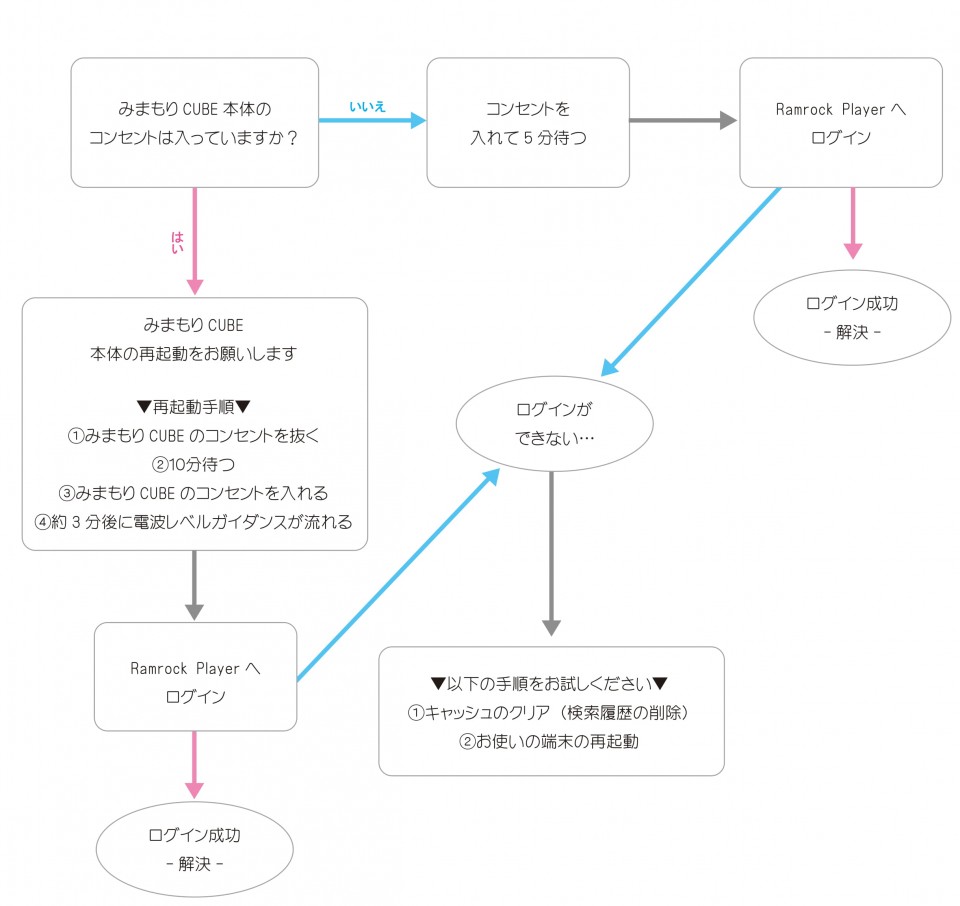 みまもり CUBE 本体の
コンセントは入っていますか？
いいえ
コンセントを
入れて 5 分待つ
Ramrock Player へ
ログイン
はい
ログイン成功
- 解決 -
みまもり CUBE
本体の再起動をお願いします
▼再起動手順▼
①みまもり CUBE のコンセントを抜く
②10分待つ
③みまもり CUBE のコンセントを入れる
④約 3 分後に電波レベルガイダンスが流れる
ログインが
できない…
Ramrock Player へ
ログイン
▼以下の手順をお試しください▼
①キャッシュのクリア（検索履歴の削除）
②お使いの端末の再起動
ログイン成功
- 解決 -